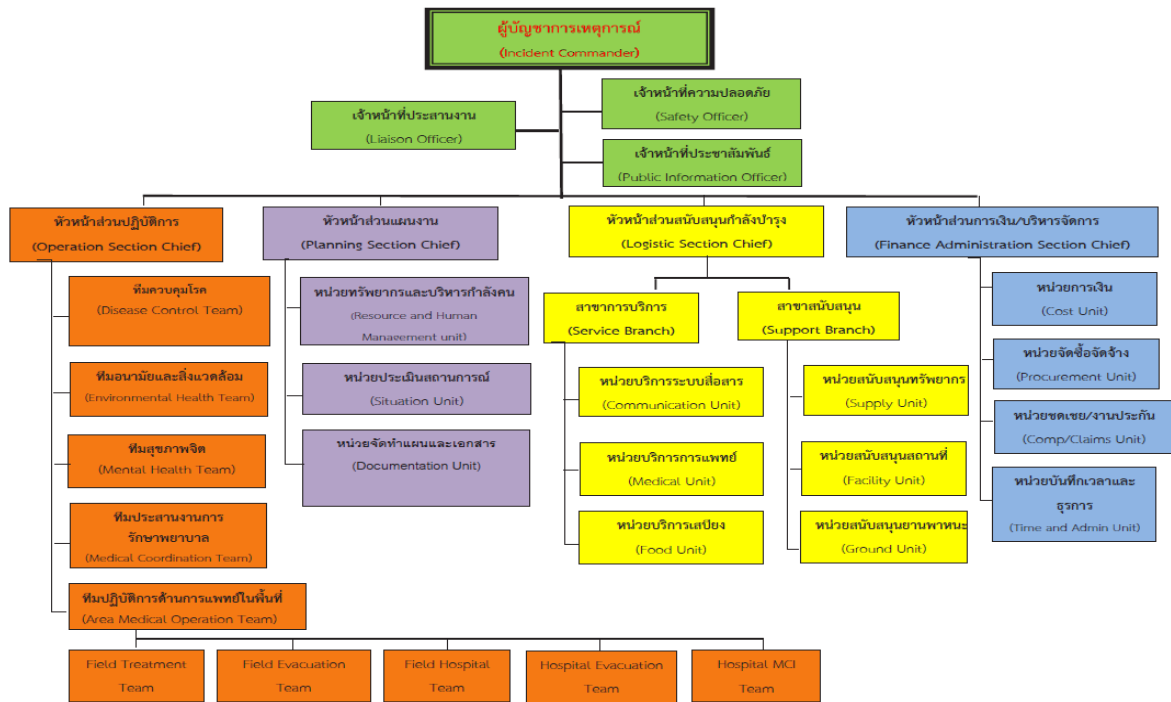 ผู้บัญชาการเหตุการณ์
(Incident Commander)
เจ้าหน้าที่ความปลอดภัย
(Safety Officer)
เจ้าหน้าที่ประสานงาน
(Liaison Officer)
เจ้าหน้าที่ประชาสัมพันธ์
(Public Information Officer)
หัวหน้าส่วนปฏิบัติการ
(Operation Section Chief)
หัวหน้าส่วนแผนงาน
(Planning Section Chief)
หัวหน้าส่วนสนับสนุนกำลังบำรุง
(Logistic Section Chief)
หัวหน้าส่วนการเงิน/บริหารจัดการ
(Finance Administration Section Chief)
ทีมควบคุมโรค
(Disease Control Team)
ทีมอนามัยและสิ่งแวดล้อม
(Environmental Health Team)
ทีมสุขภาพจิต
(Mental Health Team)
ทีมประสานงานการ
รักษาพยาบาล
(Medical Coordination Team)
ทีมปฏิบัติการด้านการแพทย์ในพื้นที่
(Area Medical Operation Team)
หน่วยทรัพยากรและบริหารกำลังคน
(Resource and Human
Management unit)
หน่วยประเมินสถานการณ์
(Situation Unit)
หน่วยจัดทำแผนและเอกสาร
(Documentation Unit)
สาขาการบริการ
(Service Branch)
หน่วยบริการระบบสื่อสาร
(Communication Unit)
หน่วยบริการการแพทย์
(Medical Unit)
หน่วยบริการเสบียง
(Food Unit)
สาขาสนับสนุน
(Support Branch)
หน่วยสนับสนุนทรัพยากร
(Supply Unit)
หน่วยสนับสนุนสถานที่
(Facility Unit)
หน่วยสนับสนุนยานพาหนะ
(Ground Unit)
หน่วยการเงิน
(Cost Unit)
หน่วยจัดซื้อจัดจ้าง
(Procurement Unit)
หน่วยชดเชย/งานประกัน
(Comp/Claims Unit)
หน่วยบันทึกเวลาและ
ธุรการ
(Time and Admin Unit)
Field Treatment
Team
Field Evacuation
Team
Field Hospital
Team
Hospital Evacuation
Team
Hospital MCI
Team